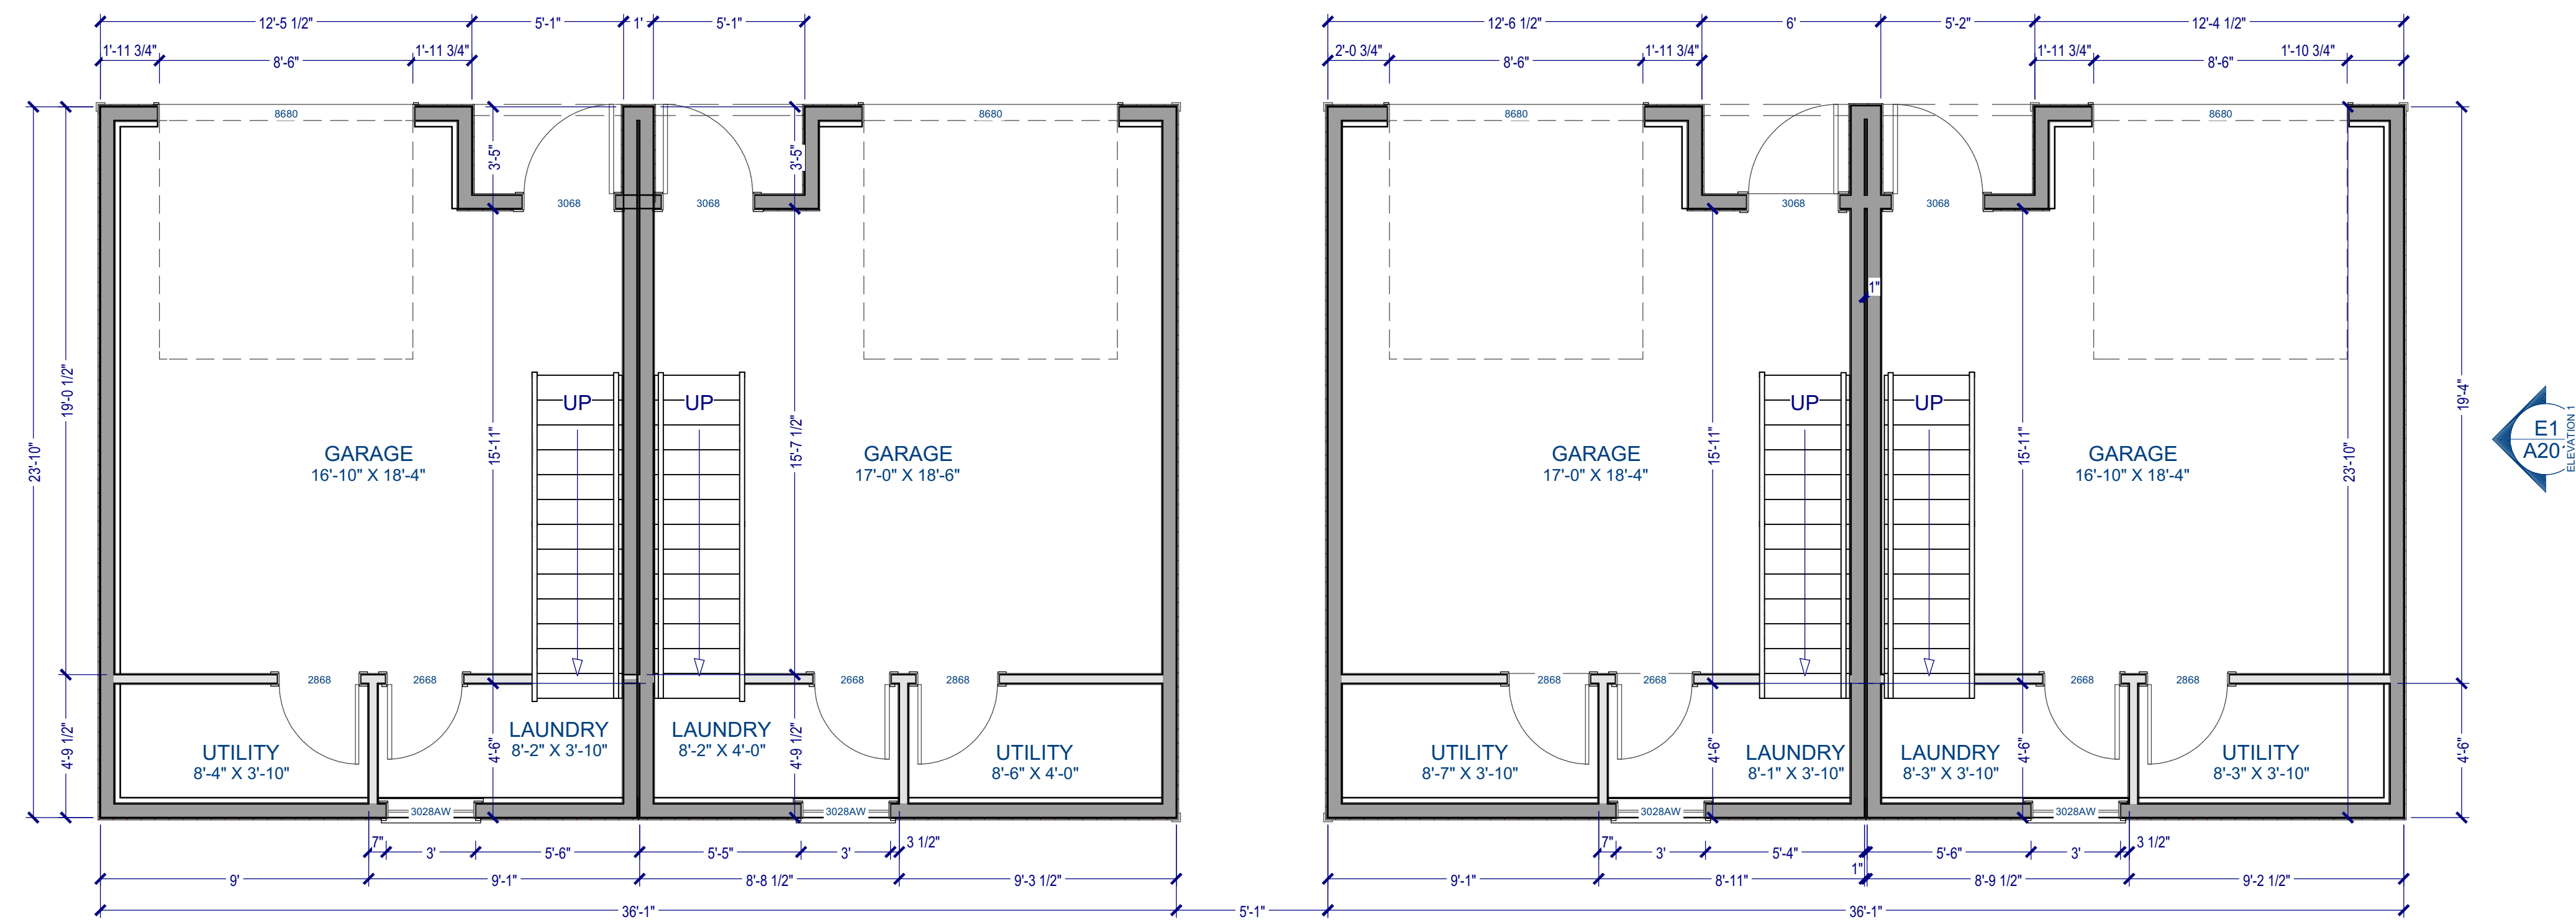 12'-5 1/2" 5'-1" 1' 5'-1" 12'-6 1/2" 6' 5'-2" 12'-4 1/2"
1'-11 3/4" 8'-6" 1'-11 3/4" 2'-0 3/4" 8'-6" 1'-11 3/4" 1'-11 3/4" 8'-6" 1'-10 3/4"
8680 8680 8680 8680
3'-5" 3'-5"
3068 3068 3068 3068
1"
19'-0 1/2" 19'-4"
UP UP UP UP
23'-10" 15'-11" 15'-7 1/2" 15'-11" 15'-11" 23'-10"
E1
A20
ELEVATION 1
GARAGE GARAGE GARAGE GARAGE
16'-10" X 18'-4" 17'-0" X 18'-6" 17'-0" X 18'-4" 16'-10" X 18'-4"
2868 2668 2668 2868 2868 2668 2668 2868
4'-9 1/2" 4'-6" 4'-9 1/2" 4'-6" 4'-6" 4'-6"
LAUNDRY LAUNDRY
8'-2" X 3'-10" 8'-2" X 4'-0"
UTILITY UTILITY UTILITY LAUNDRY LAUNDRY UTILITY
8'-4" X 3'-10" 8'-6" X 4'-0" 8'-7" X 3'-10" 8'-1" X 3'-10" 8'-3" X 3'-10" 8'-3" X 3'-10"
3028AW 3028AW 3028AW 3028AW
7" 3' 5'-6" 5'-5" 3' 3 1/2" 7" 3' 5'-4" 5'-6" 3' 3 1/2"
9' 9'-1" 8'-8 1/2" 9'-3 1/2" 9'-1" 8'-11" 1" 8'-9 1/2" 9'-2 1/2"
36'-1" 5'-1" 36'-1"